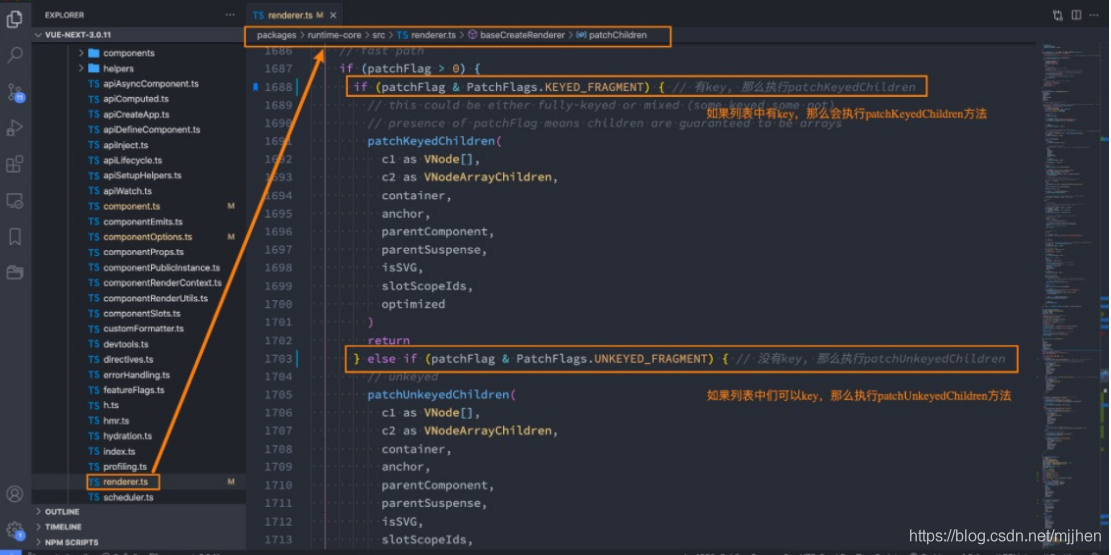 EXPLORER
TS renderer.ts M ×
VUE-NEXT-3.0.11
components
helpers
TS apiAsyncComponent.ts
TS apiComputed.ts
TS apiCreateApp.ts
TS apiDefineComponent.ts
TS apiInject.ts
TS apiLifecycle.ts
TS apiSetupHelpers.ts
TS apiWatch.ts
TS component.ts M
TS componentEmits.ts
TS componentOptions.ts M
TS componentProps.ts
TS componentPublicInstance.ts
TS componentRenderContext.ts
TS componentRenderUtils.ts
TS componentSlots.ts
TS customFormatter.ts
TS devtools.ts
TS directives.ts
TS errorHandling.ts
TS featureFlags.ts
TS h.ts
TS hmr.ts
TS hydration.ts
TS index.ts
TS profiling.ts
TS renderer.ts M
TS scheduler.ts
OUTLINE
TIMELINE
NPM SCRIPTS
11
1
packages > runtime-core > src > TS renderer.ts > baseCreateRenderer > patchChildren
1686 // fast path
1687 if (patchFlag > 0) {
1688 if (patchFlag & PatchFlags.KEYED_FRAGMENT) { // 有key, 那么执行patchKeyedChildren
1689 // this could be either fully-keyed or mixed (some keyed some not)
如果列表中有key，那么会执行patchKeyedChildren方法
1690 // presence of patchFlag means children are guaranteed to be arrays
1691 patchKeyedChildren(
1692 c1 as VNode[],
1693 c2 as VNodeArrayChildren,
1694 container,
1695 anchor,
1696 parentComponent,
1697 parentSuspense,
1698 isSVG,
1699 slotScopeIds,
1700 optimized
1701 )
1702 return
1703 } else if (patchFlag & PatchFlags.UNKEYED_FRAGMENT) { // 没有key, 那么执行patchUnkeyedChildren
1704 // unkeyed
1705 patchUnkeyedChildren(
如果列表中们可以key，那么执行patchUnkeyedChildren方法
1706 c1 as VNode[],
1707 c2 as VNodeArrayChildren,
1708 container,
1709 anchor,
1710 parentComponent,
1711 parentSuspense,
1712 isSVG,
1713 slotScopeIds,
https://blog.csdn.net/mjjhen